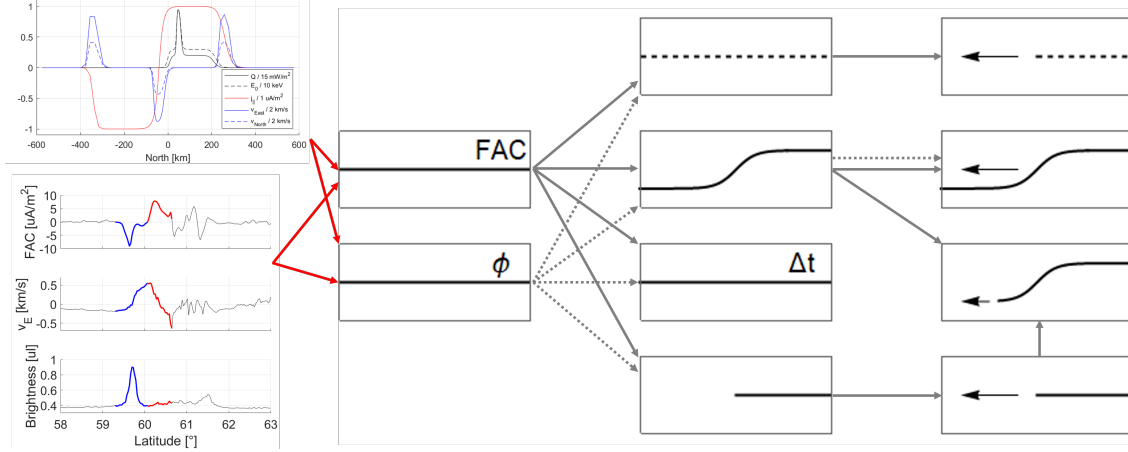 1
0.5
0
-0.5
-1
-600
-400
-200
0
200
400
600
North [km]
Q / 15 mW/m²
E₀ / 10 keV
j∥ / 1 uA/m²
vEast / 2 km/s
vNorth / 2 km/s
FAC [uA/m²]
10
5
0
-5
-10
vE [km/s]
0.5
0
-0.5
Brightness [ul]
1
0.8
0.6
0.4
58
59
60
61
62
63
Latitude [°]
FAC
ϕ
Δt